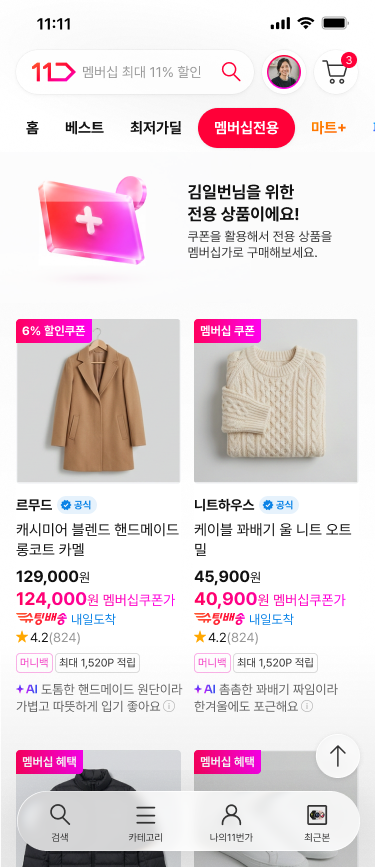 11:11
11
멤버십 최대 11% 할인
3
홈
베스트
최저가딜
멤버십전용
마트+
김일번님을 위한
전용 상품이에요!
쿠폰을 활용해서 전용 상품을
멤버십가로 구매해보세요.
6% 할인쿠폰
멤버십 쿠폰
르무드 공식
니트하우스 공식
캐시미어 블렌드 핸드메이드
롱코트 카멜
케이블 꽈배기 울 니트 오트
밀
129,000원
45,900원
124,000원 멤버십쿠폰가
40,900원 멤버십쿠폰가
슈팅배송 내일도착
슈팅배송 내일도착
4.2(824)
4.2(824)
머니백 최대 1,520P 적립
머니백 최대 1,520P 적립
AI 도톰한 핸드메이드 원단이라
가볍고 따뜻하게 입기 좋아요
AI 촘촘한 꽈배기 짜임이라
한겨울에도 포근해요
멤버십 혜택
멤버십 혜택
검색
카테고리
나의11번가
최근본